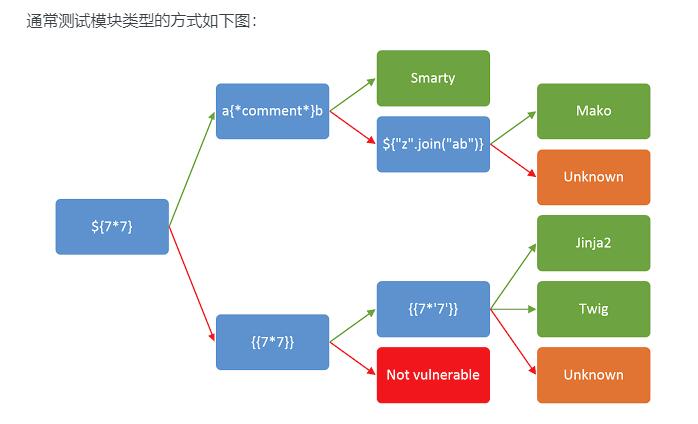 通常测试模块类型的方式如下图：
Smarty
a{*comment*}b
Mako
${"z".join("ab")}
Unknown
${7*7}
Jinja2
{{7*'7'}}
Twig
{{7*7}}
Not vulnerable
Unknown